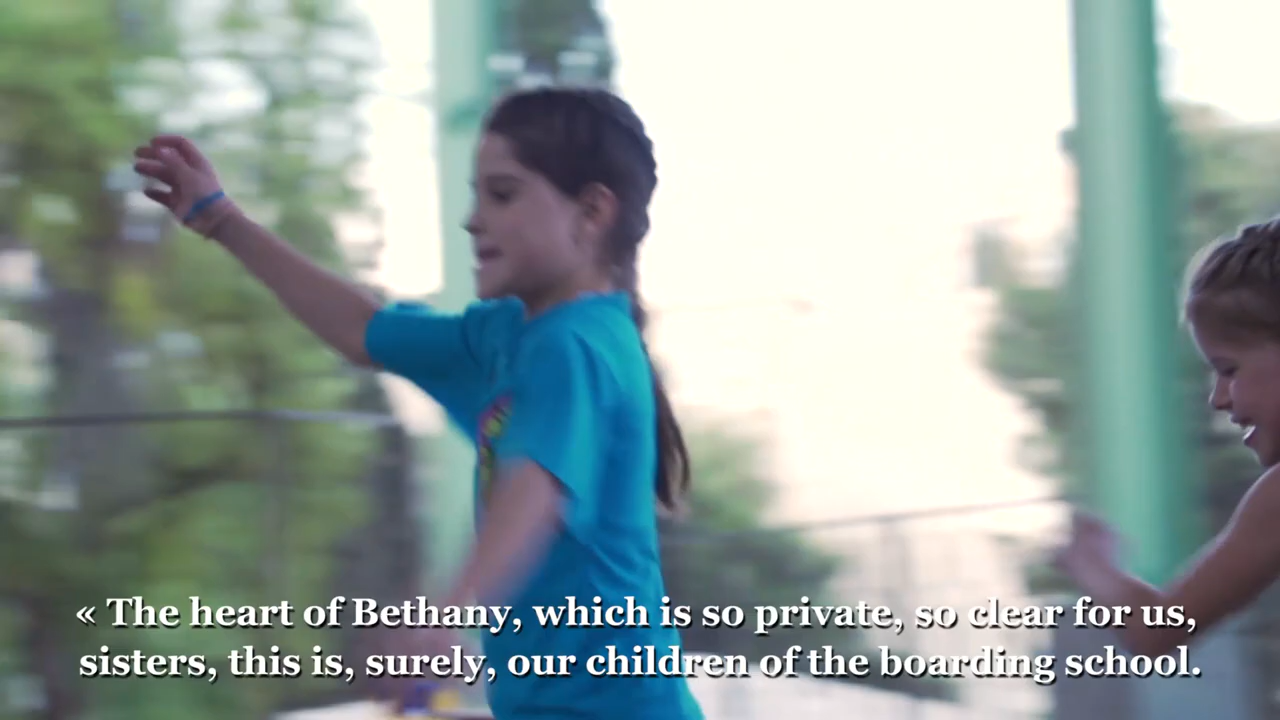 « The heart of Bethany, which is so private, so clear for us,
sisters, this is, surely, our children of the boarding school.